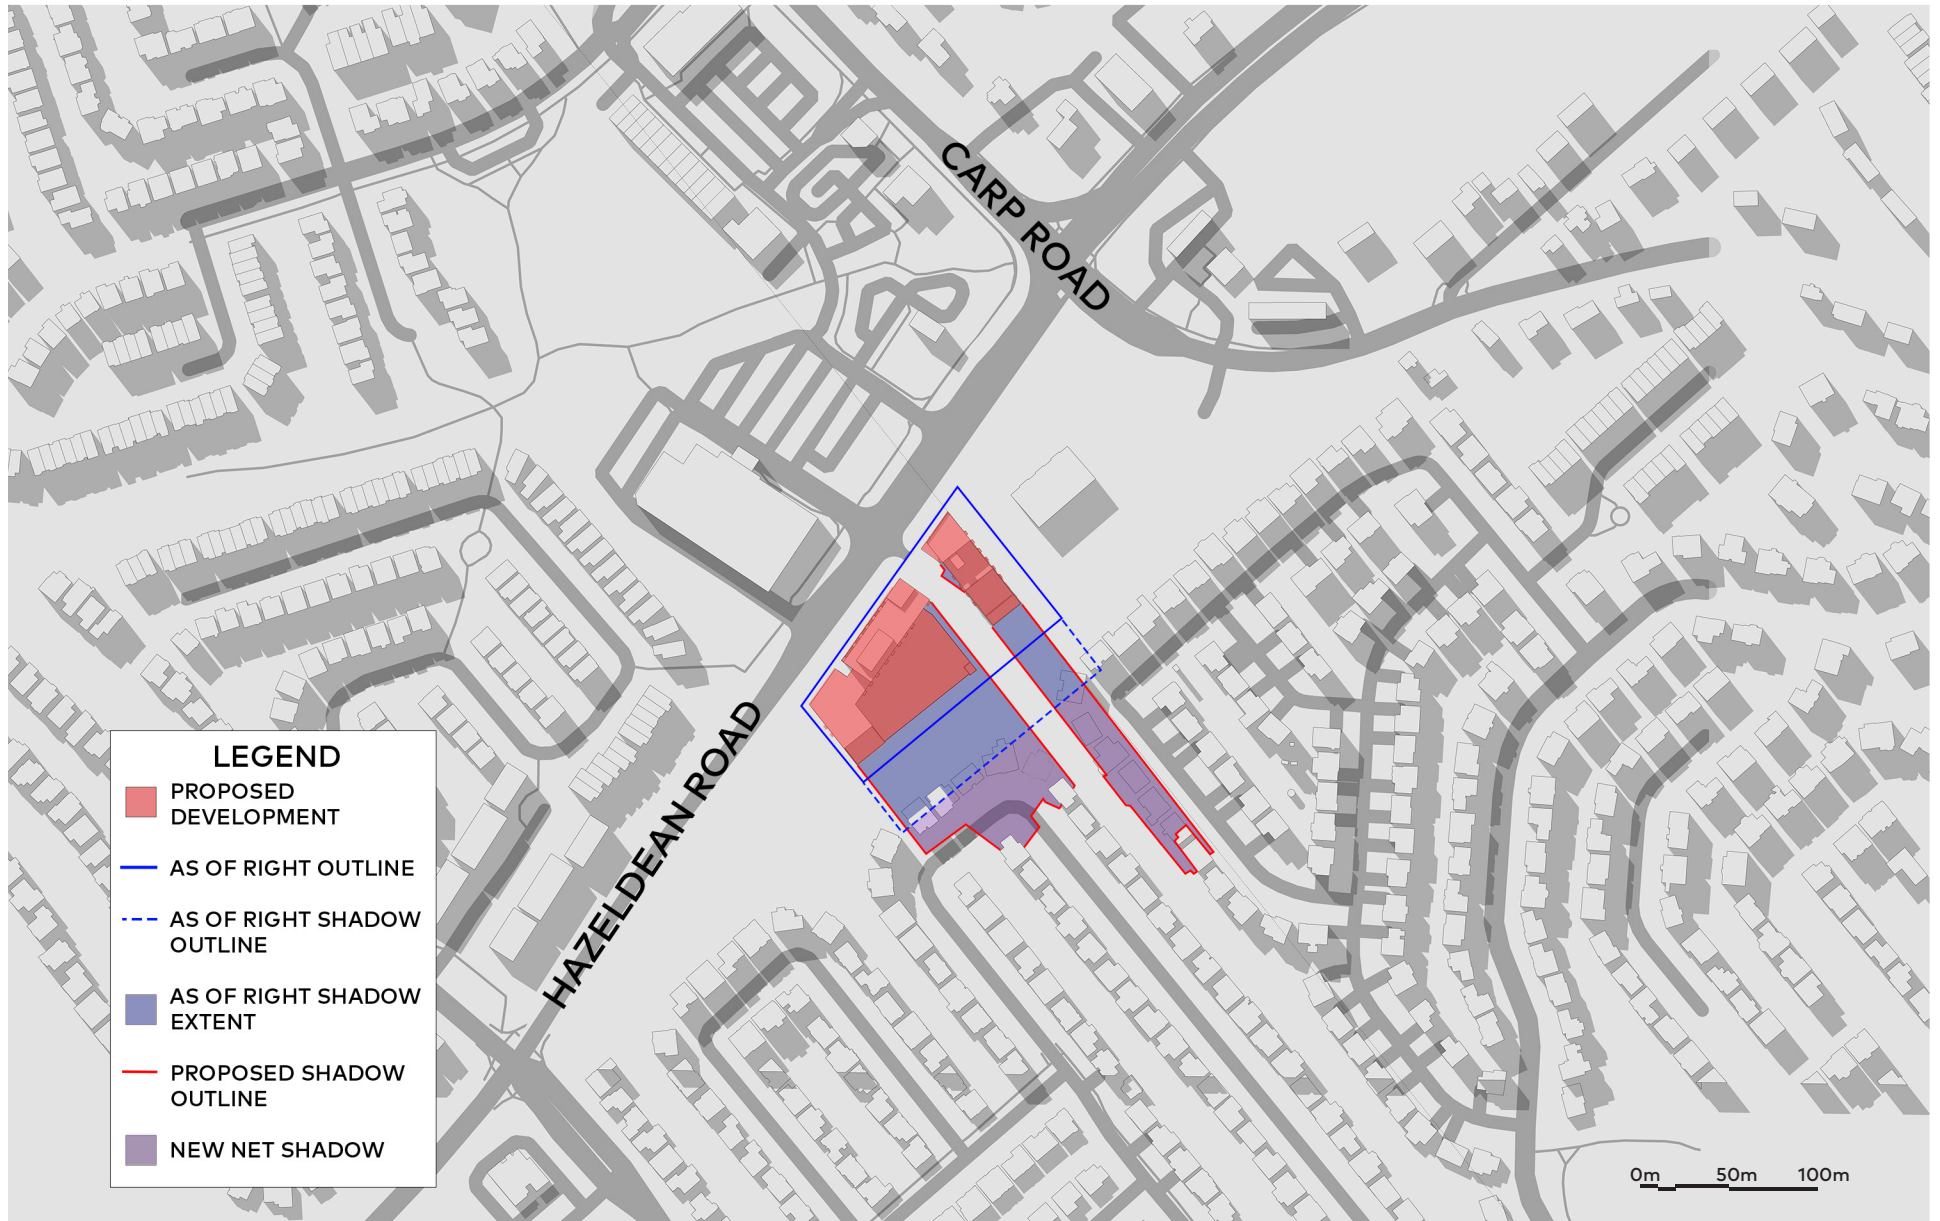 CARP ROAD
HAZELDEAN ROAD
LEGEND
PROPOSED
DEVELOPMENT
AS OF RIGHT OUTLINE
AS OF RIGHT SHADOW
OUTLINE
AS OF RIGHT SHADOW
EXTENT
PROPOSED SHADOW
OUTLINE
NEW NET SHADOW
0m 50m 100m